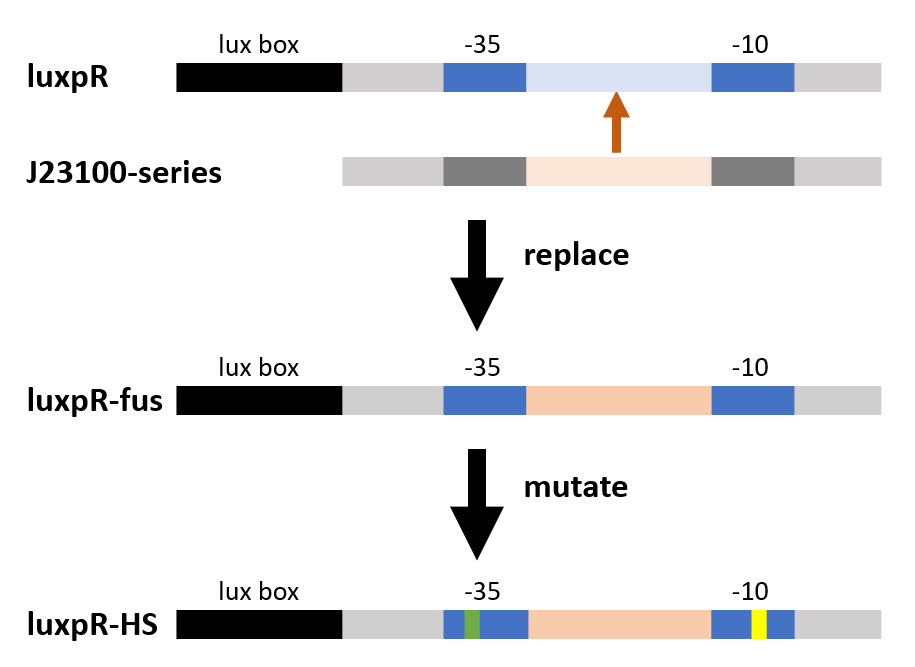 lux box -35 -10
luxpR
J23100-series
replace
lux box -35 -10
luxpR-fus
mutate
lux box -35 -10
luxpR-HS